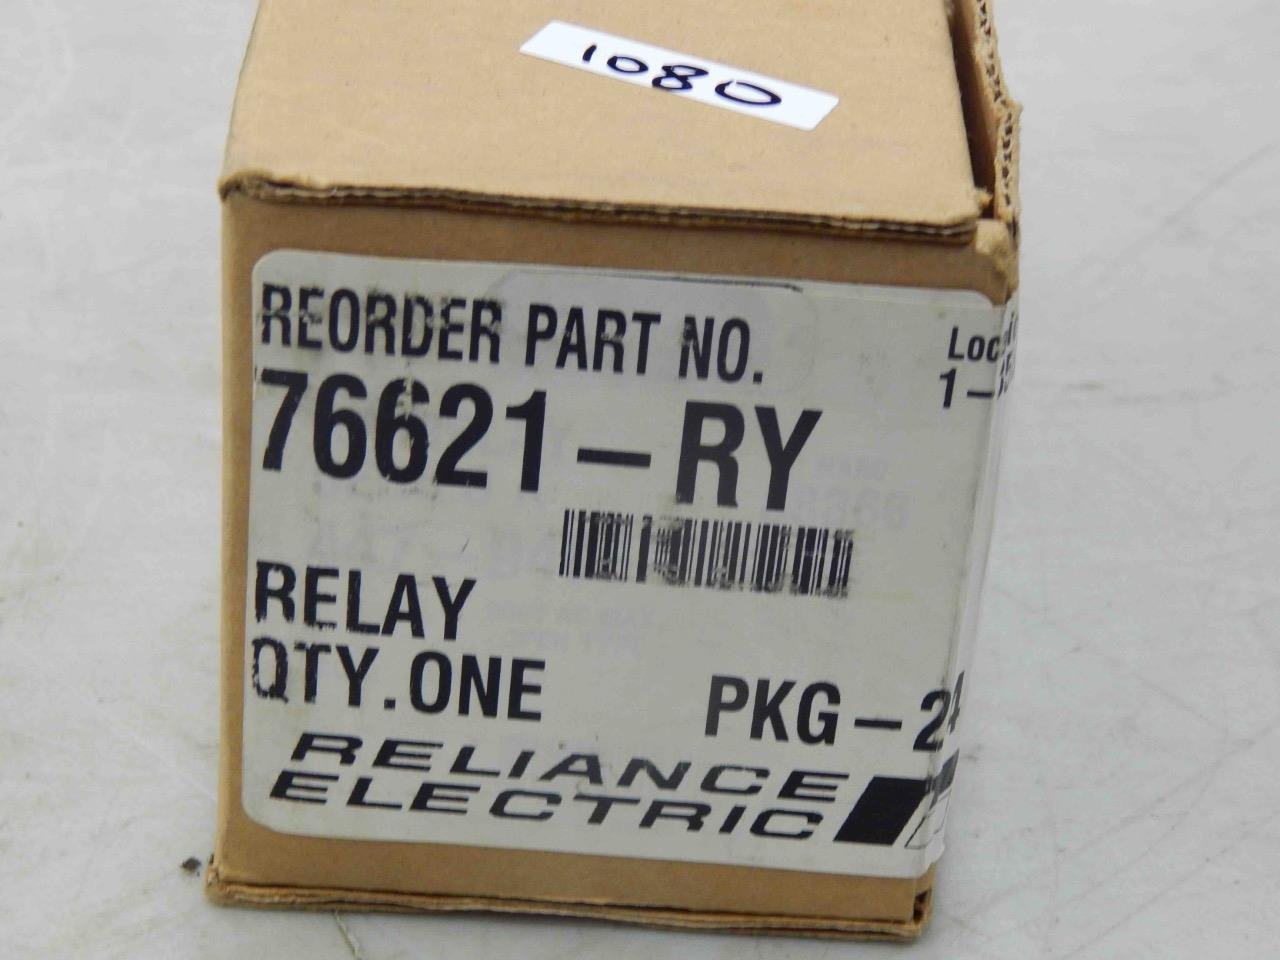 1080
REORDER PART NO.
76621-RY
RELAY
QTY.ONE
PKG-24
RELIANCE
ELECTRIC